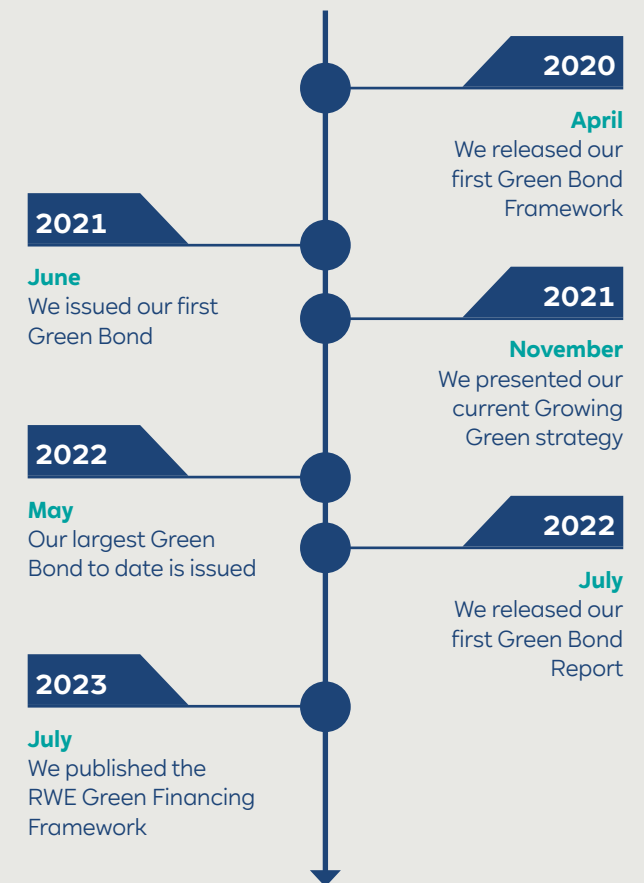 2020
April
We released our
first Green Bond
Framework
2021
June
We issued our first
Green Bond
2021
November
We presented our
current Growing
Green strategy
2022
May
Our largest Green
Bond to date is issued
2022
July
We released our
first Green Bond
Report
2023
July
We published the
RWE Green Financing
Framework